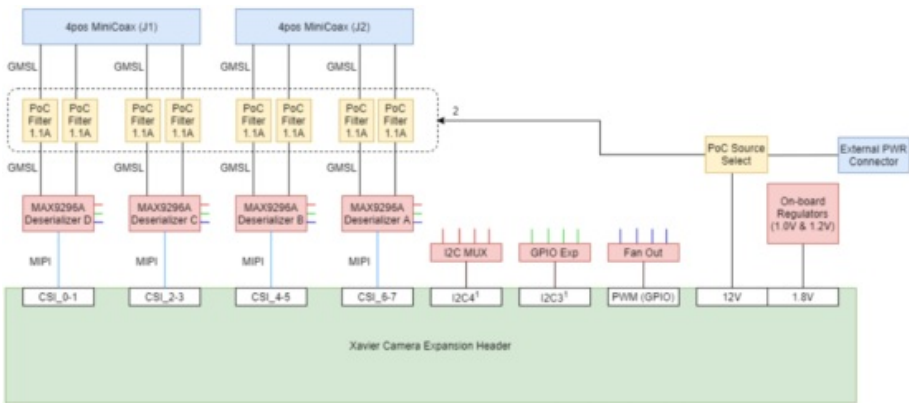 4pos MiniCoax (J1)
4pos MiniCoax (J2)
GMSL
GMSL
GMSL
GMSL
PoC
Filter
1.1A
PoC
Filter
1.1A
PoC
Filter
1.1A
PoC
Filter
1.1A
PoC
Filter
1.1A
PoC
Filter
1.1A
PoC
Filter
1.1A
PoC
Filter
1.1A
2
PoC Source
Select
External PWR
Connector
GMSL
GMSL
GMSL
GMSL
MAX9296A
Deserializer D
MAX9296A
Deserializer C
MAX9296A
Deserializer B
MAX9296A
Deserializer A
On-board
Regulators
(1.0V & 1.2V)
MIPI
MIPI
MIPI
MIPI
I2C MUX
GPIO Exp
Fan Out
CSI_0-1
CSI_2-3
CSI_4-5
CSI_6-7
I2C4¹
I2C3¹
PWM (GPIO)
12V
1.8V
Xavier Camera Expansion Header